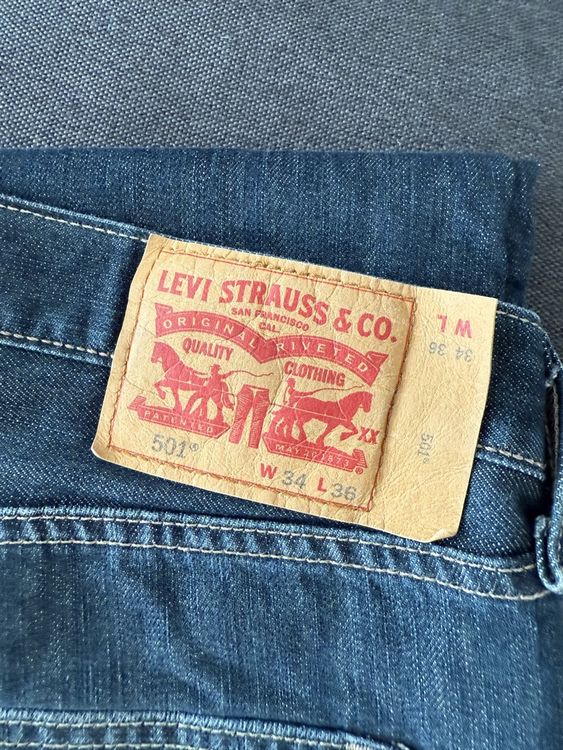 LEVI STRAUSS & CO.
SAN FRANCISCO
CAL.
ORIGINAL RIVETED
QUALITY CLOTHING
PATENTED MAY 20 1873
XX
501®
W 34 L 36
W L
34 36
501®